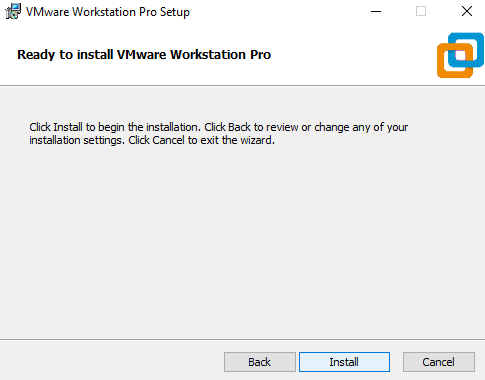 VMware Workstation Pro Setup
Ready to install VMware Workstation Pro
Click Install to begin the installation. Click Back to review or change any of your
installation settings. Click Cancel to exit the wizard.
Back Install Cancel